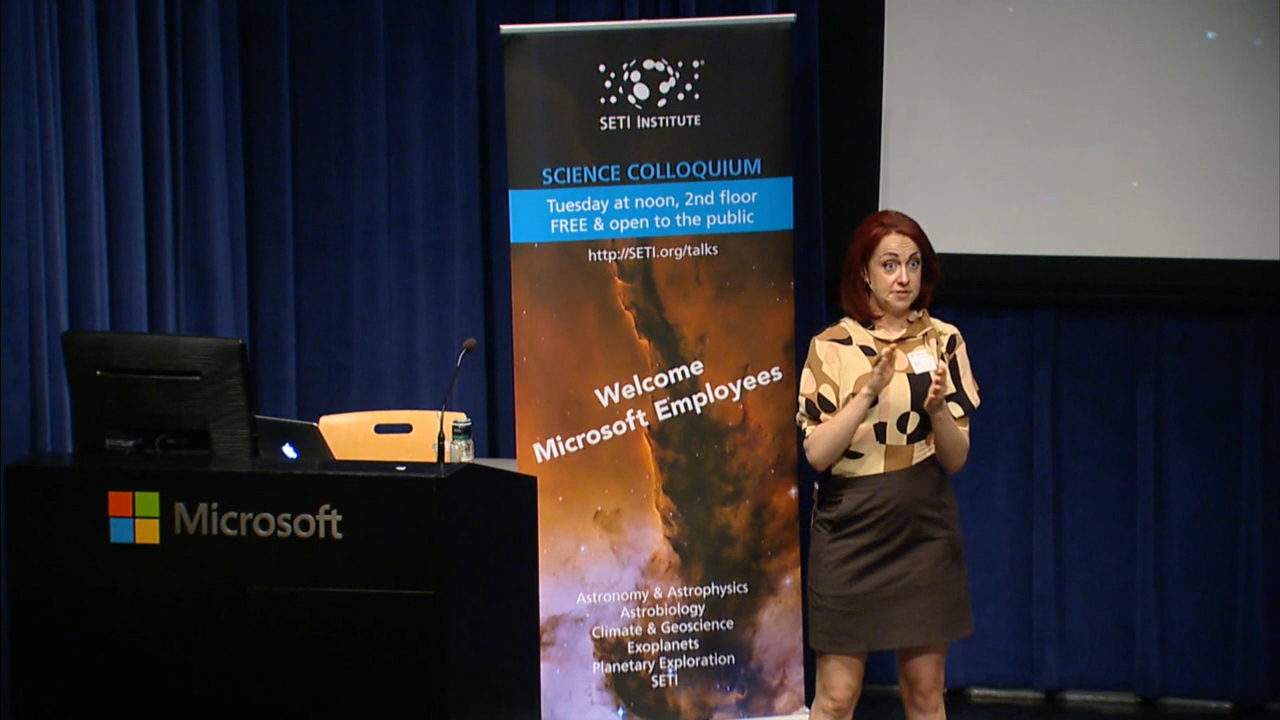 SETI INSTITUTE
SCIENCE COLLOQUIUM
Tuesday at noon, 2nd floor
FREE & open to the public
http://SETI.org/talks
Welcome
Microsoft Employees
Microsoft
Astronomy & Astrophysics
Astrobiology
Climate & Geoscience
Exoplanets
Planetary Exploration
SETI